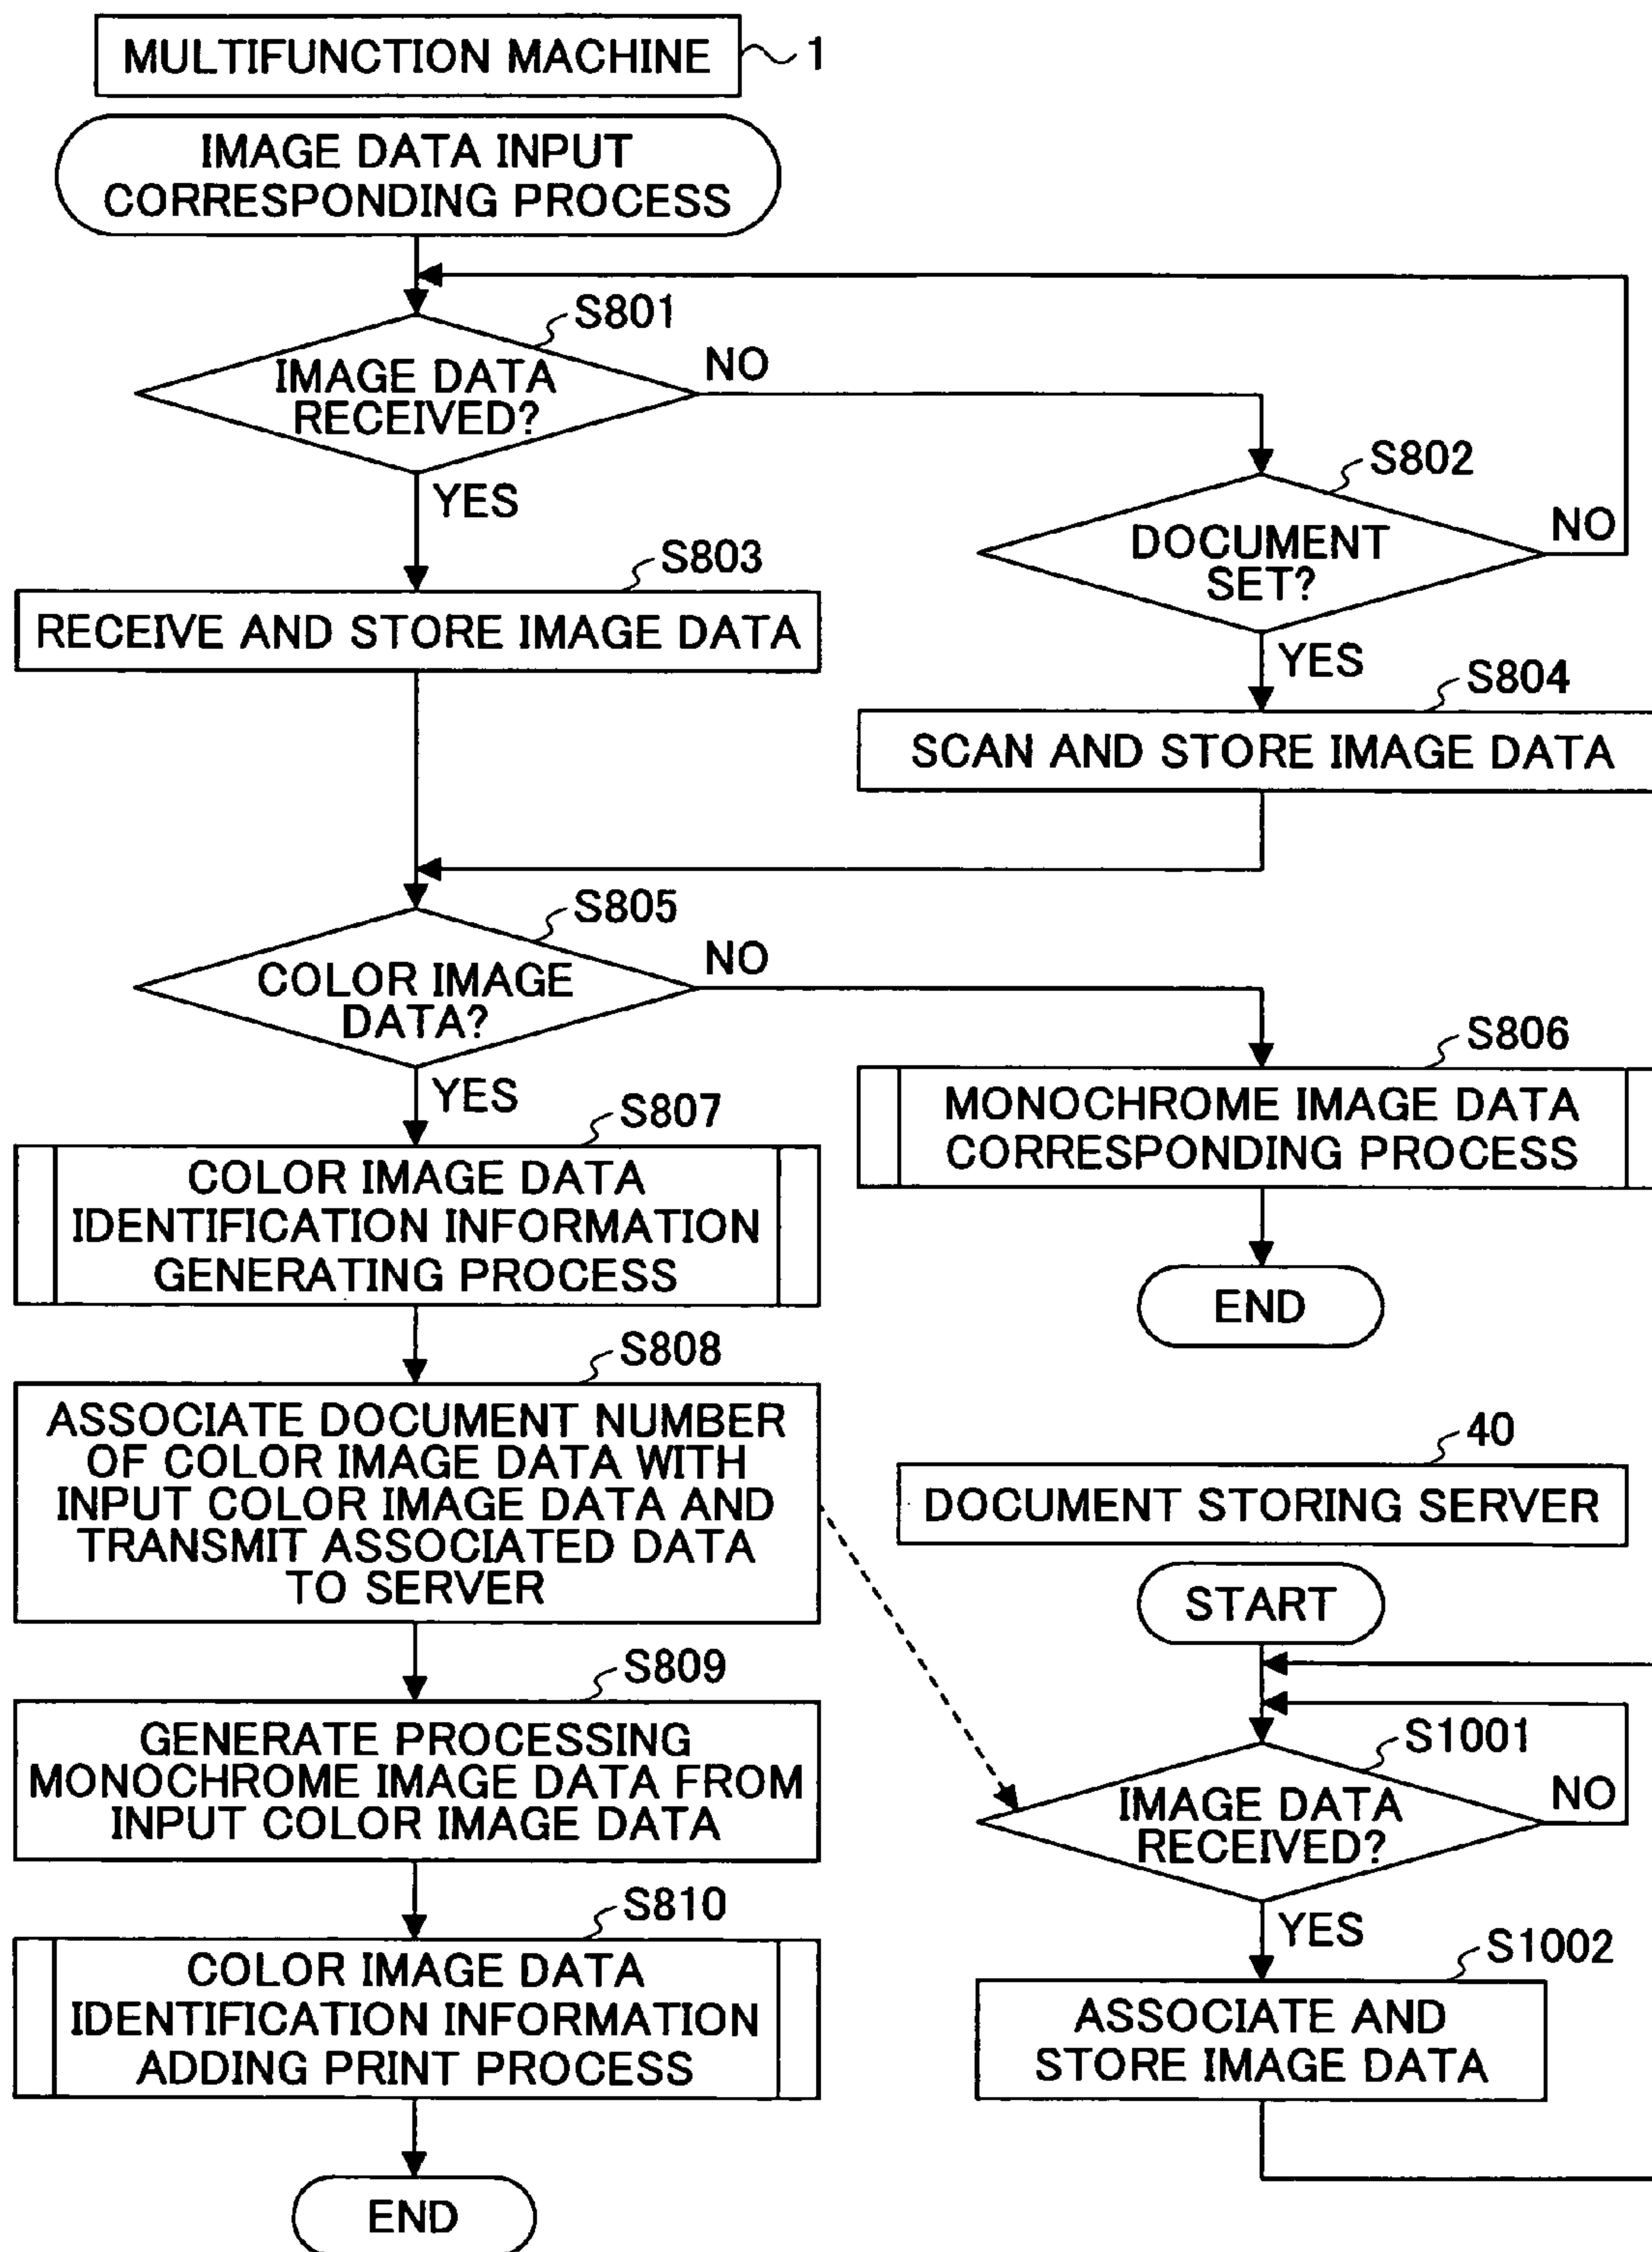 MULTIFUNCTION MACHINE
1
IMAGE DATA INPUT
CORRESPONDING PROCESS
S801
IMAGE DATA
RECEIVED?
NO
YES
S802
DOCUMENT
SET?
NO
YES
S803
RECEIVE AND STORE IMAGE DATA
S804
SCAN AND STORE IMAGE DATA
S805
COLOR IMAGE
DATA?
NO
YES
S806
MONOCHROME IMAGE DATA
CORRESPONDING PROCESS
END
S807
COLOR IMAGE DATA
IDENTIFICATION INFORMATION
GENERATING PROCESS
S808
ASSOCIATE DOCUMENT NUMBER
OF COLOR IMAGE DATA WITH
INPUT COLOR IMAGE DATA AND
TRANSMIT ASSOCIATED DATA
TO SERVER
S809
GENERATE PROCESSING
MONOCHROME IMAGE DATA FROM
INPUT COLOR IMAGE DATA
S810
COLOR IMAGE DATA
IDENTIFICATION INFORMATION
ADDING PRINT PROCESS
END
40
DOCUMENT STORING SERVER
START
S1001
IMAGE DATA
RECEIVED?
NO
YES
S1002
ASSOCIATE AND
STORE IMAGE DATA